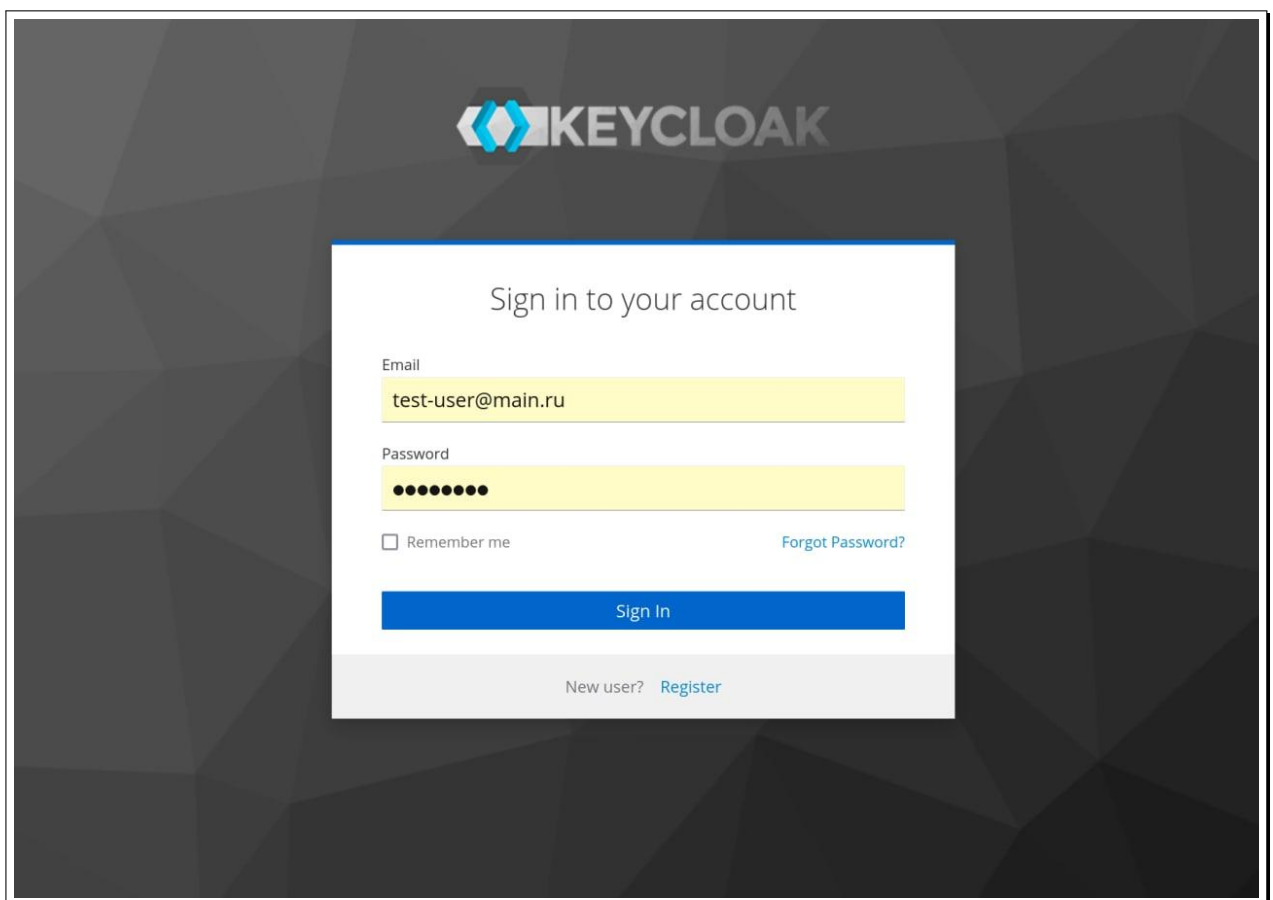 KEYCLOAK
Sign in to your account
Email
test-user@main.ru
Password
●●●●●●●●
Remember me Forgot Password?
Sign In
New user? Register